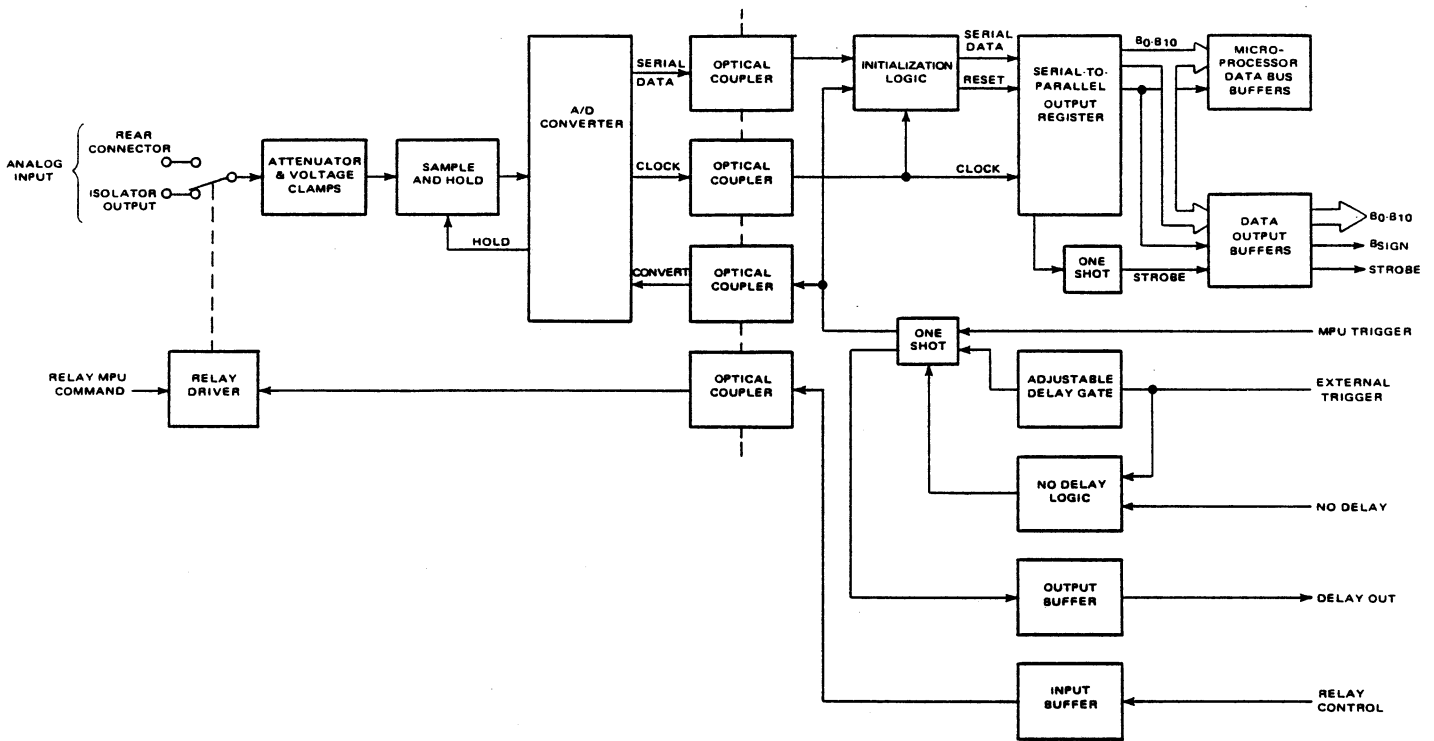 ANALOG
INPUT
REAR
CONNECTOR
ISOLATOR
OUTPUT
ATTENUATOR
& VOLTAGE
CLAMPS
SAMPLE
AND HOLD
HOLD
A/D
CONVERTER
SERIAL
DATA
CLOCK
CONVERT
OPTICAL
COUPLER
OPTICAL
COUPLER
OPTICAL
COUPLER
OPTICAL
COUPLER
INITIALIZATION
LOGIC
SERIAL
DATA
RESET
CLOCK
SERIAL-TO-
PARALLEL
OUTPUT
REGISTER
B0-B10
MICRO-
PROCESSOR
DATA BUS
BUFFERS
ONE
SHOT
STROBE
DATA
OUTPUT
BUFFERS
B0-B10
BSIGN
STROBE
ONE
SHOT
MPU TRIGGER
ADJUSTABLE
DELAY GATE
EXTERNAL
TRIGGER
NO DELAY
LOGIC
NO DELAY
OUTPUT
BUFFER
DELAY OUT
INPUT
BUFFER
RELAY
CONTROL
RELAY MPU
COMMAND
RELAY
DRIVER